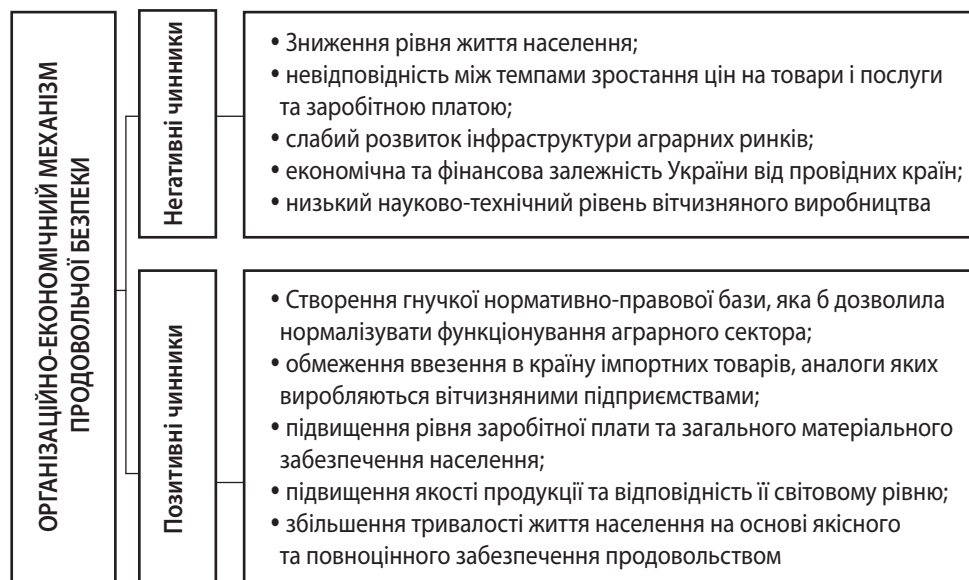 ОРГАНІЗАЦІЙНО-ЕКОНОМІЧНИЙ МЕХАНІЗМ
ПРОДОВОЛЬЧОЇ БЕЗПЕКИ
Негативні чинники
• Зниження рівня життя населення;
• невідповідність між темпами зростання цін на товари і послуги
та заробітною платою;
• слабий розвиток інфраструктури аграрних ринків;
• економічна та фінансова залежність України від провідних країн;
• низький науково-технічний рівень вітчизняного виробництва
Позитивні чинники
• Створення гнучкої нормативно-правової бази, яка б дозволила
нормалізувати функціонування аграрного сектора;
• обмеження ввезення в країну імпортних товарів, аналоги яких
виробляються вітчизняними підприємствами;
• підвищення рівня заробітної плати та загального матеріального
забезпечення населення;
• підвищення якості продукції та відповідність її світовому рівню;
• збільшення тривалості життя населення на основі якісного
та повноцінного забезпечення продовольством